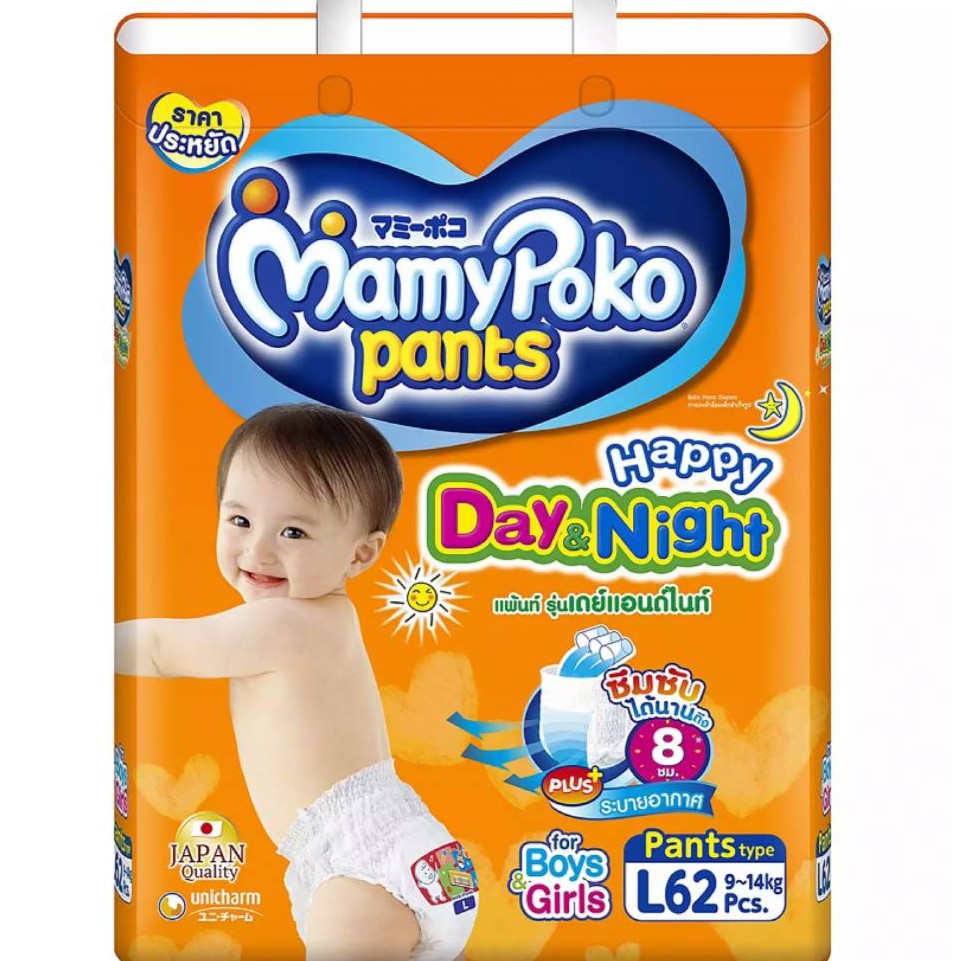 ราคา
ประหยัด
マミーポコ
MamyPoko
pants
Baby Pants Diapers
Happy
Day & Night
แพ้นท์ รุ่นเดย์แอนด์ไนท์
ซึมซับ
ได้นานถึง
8
ชม.
PLUS+
ระบายอากาศ
JAPAN
Quality
unicharm
ユニ・チャーム
for
Boys
& Girls
Pants type
L62 9~14kg
Pcs.
L